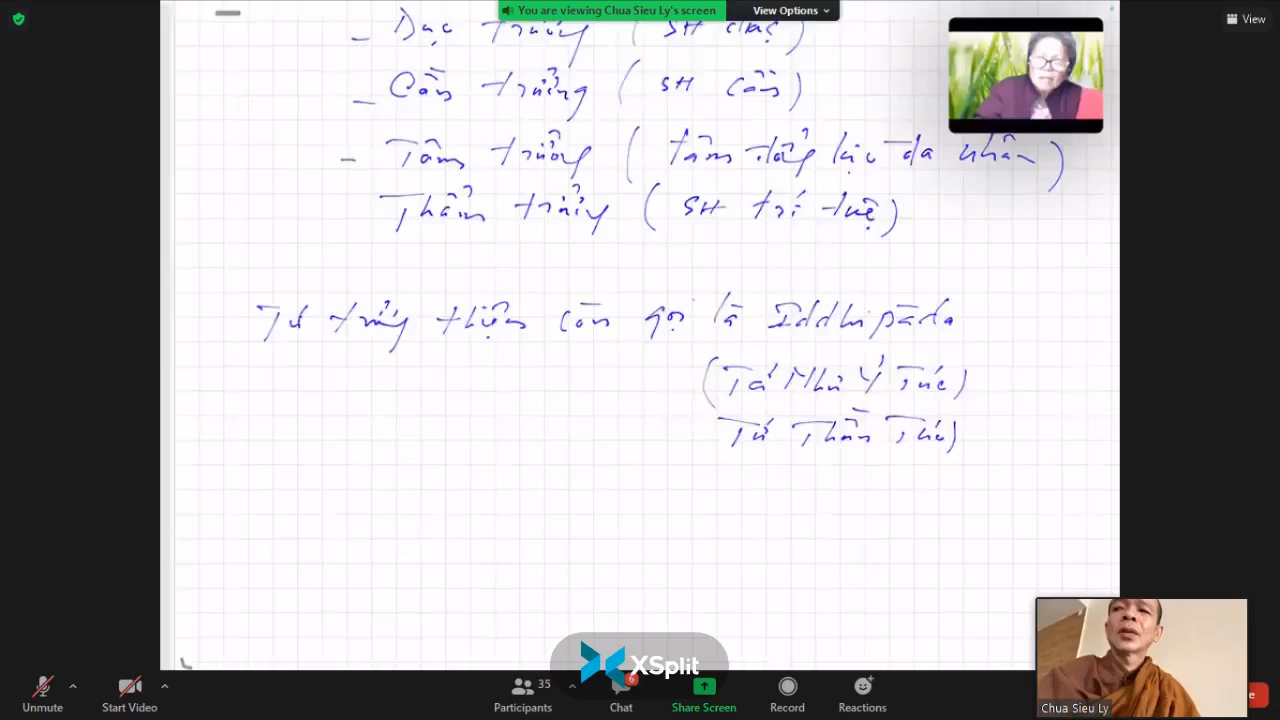 You are viewing Chua Sieu Ly's screen
View Options
View
- Dục trưởng (SH dục)
- Cần trưởng (SH cần)
- Tâm trưởng (tâm đổng lực đa nhân)
Thẩm trưởng (SH trí tuệ)
Tứ trưởng thiện còn gọi là Iddhipāda
(Tứ Như Ý Túc)
Tứ Thần Túc)
XSplit
Unmute
Start Video
Participants
35
Chat
6
Share Screen
Record
Reactions
Chua Sieu Ly